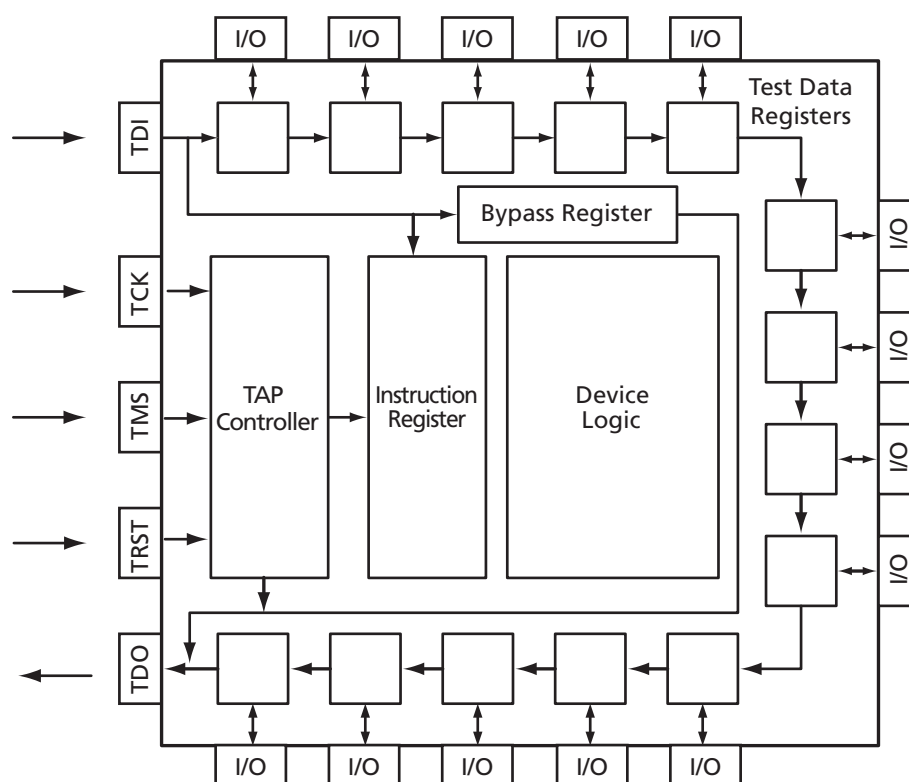 I/O
I/O
I/O
I/O
I/O
Test Data
Registers
TDI
Bypass Register
I/O
TCK
I/O
TAP
Controller
Instruction
Register
Device
Logic
TMS
I/O
TRST
I/O
TDO
I/O
I/O
I/O
I/O
I/O